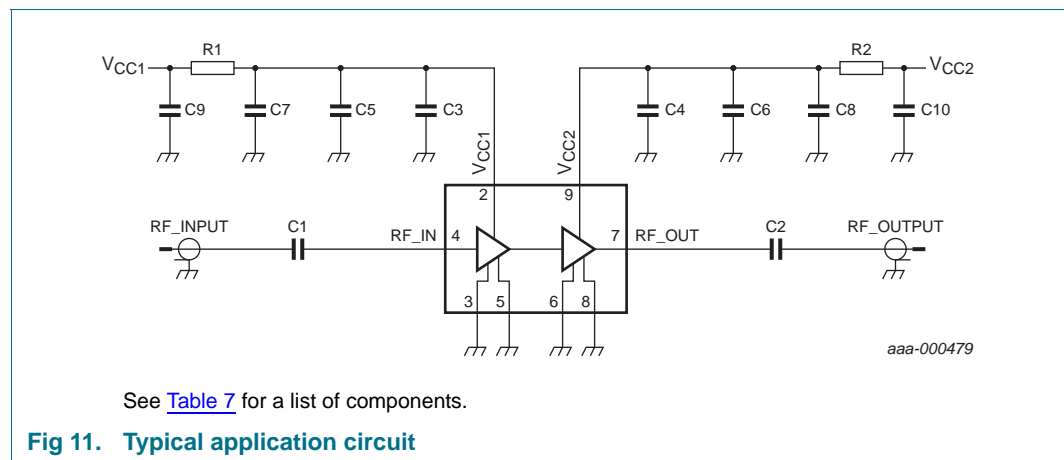 R1
R2
VCC1
VCC2
C9
C7
C5
C3
C4
C6
C8
C10
VCC1
VCC2
2
9
RF_INPUT
C1
RF_IN
4
7
RF_OUT
C2
RF_OUTPUT
3
5
6
8
aaa-000479
See Table 7 for a list of components.
Fig 11. Typical application circuit